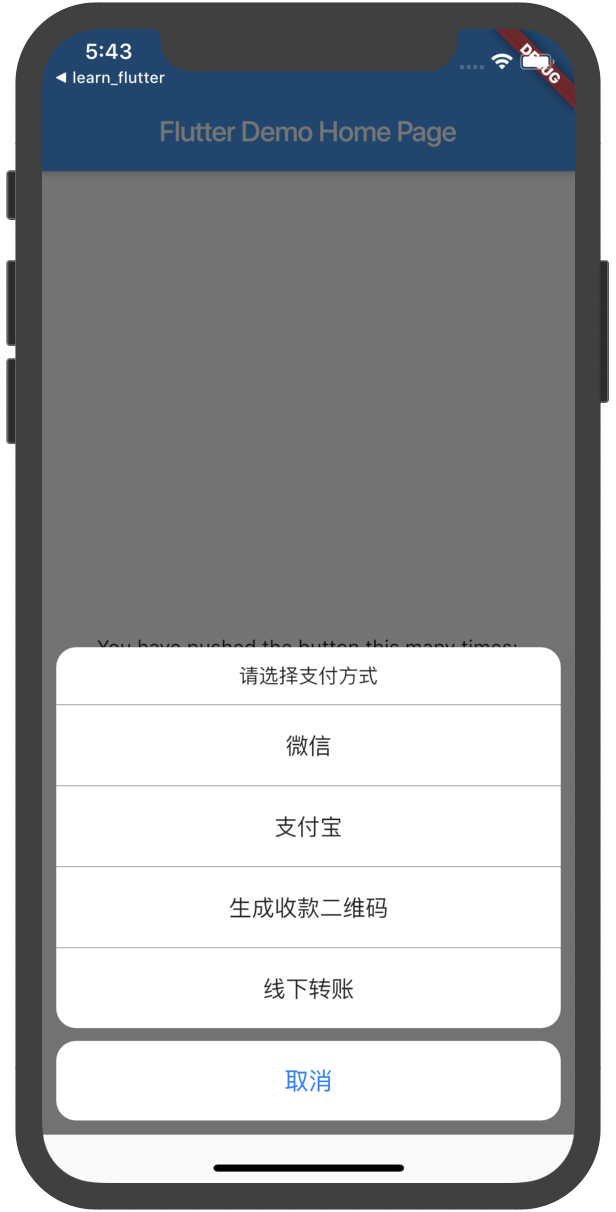 5:43
◀ learn_flutter
DEBUG
Flutter Demo Home Page
You have pushed the button this many times:
请选择支付方式
微信
支付宝
生成收款二维码
线下转账
取消